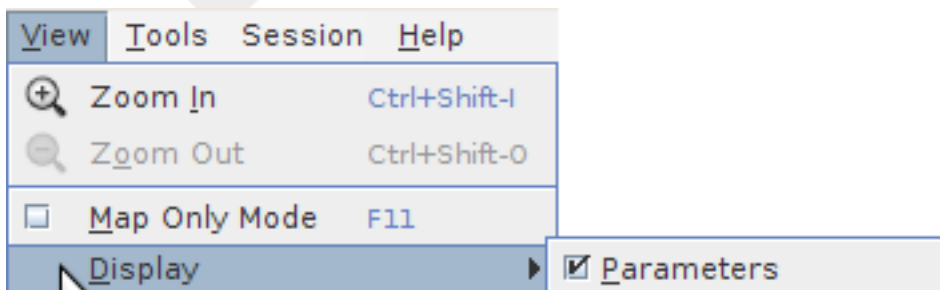 View Tools Session Help
Zoom In Ctrl+Shift-I
Zoom Out Ctrl+Shift-O
Map Only Mode F11
Display Parameters